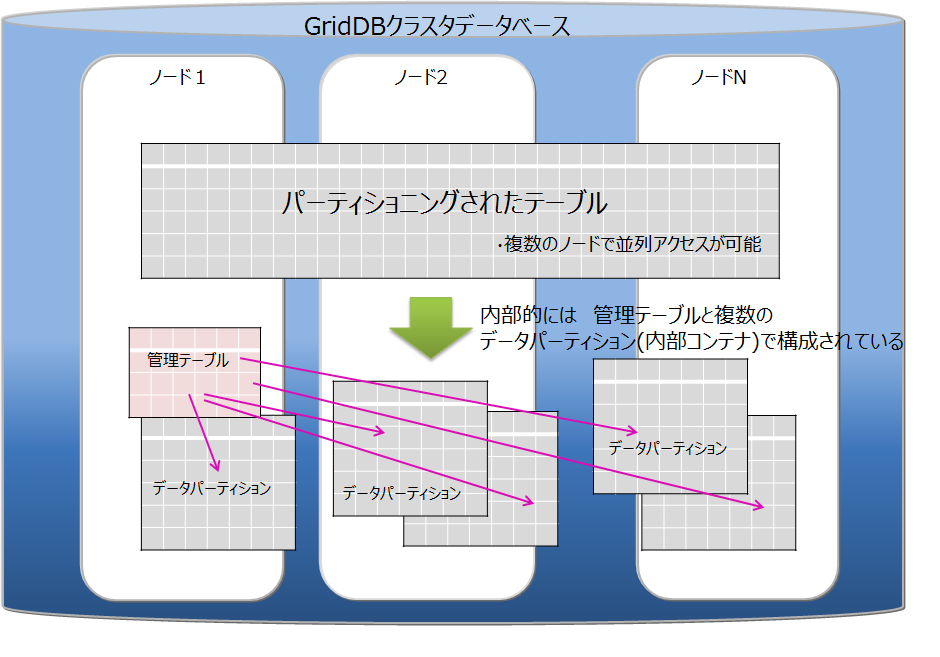 GridDBクラスタデータベース
ノード1
ノード2
ノードN
パーティショニングされたテーブル
・複数のノードで並列アクセスが可能
内部的には　管理テーブルと複数の
データパーティション(内部コンテナ)で構成されている
管理テーブル
データパーティション
データパーティション
データパーティション